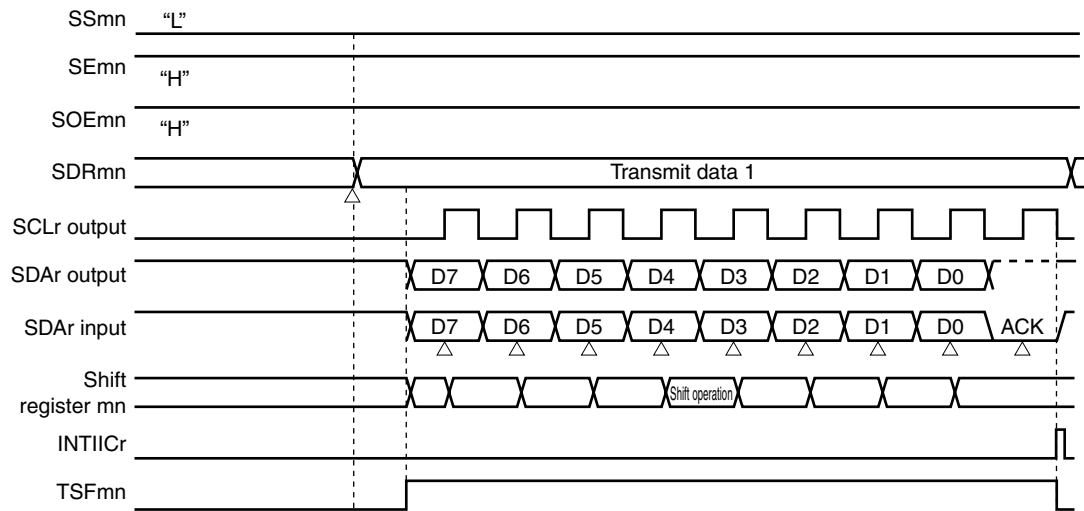 SSmn “L”
SEmn “H”
SOEmn “H”
SDRmn Transmit data 1
SCLr output
SDAr output D7 D6 D5 D4 D3 D2 D1 D0
SDAr input D7 D6 D5 D4 D3 D2 D1 D0 ACK
Shift
register mn Shift operation
INTIICr
TSFmn